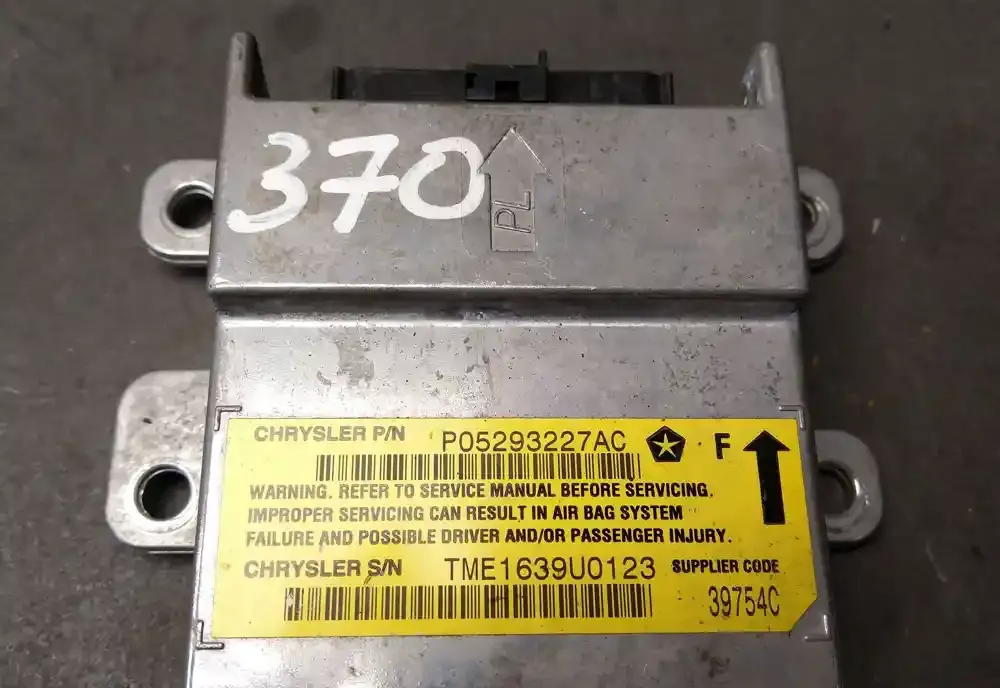 370
PL
CHRYSLER P/N P05293227AC F
WARNING. REFER TO SERVICE MANUAL BEFORE SERVICING.
IMPROPER SERVICING CAN RESULT IN AIR BAG SYSTEM
FAILURE AND POSSIBLE DRIVER AND/OR PASSENGER INJURY.
CHRYSLER S/N TME1639U0123 SUPPLIER CODE
39754C